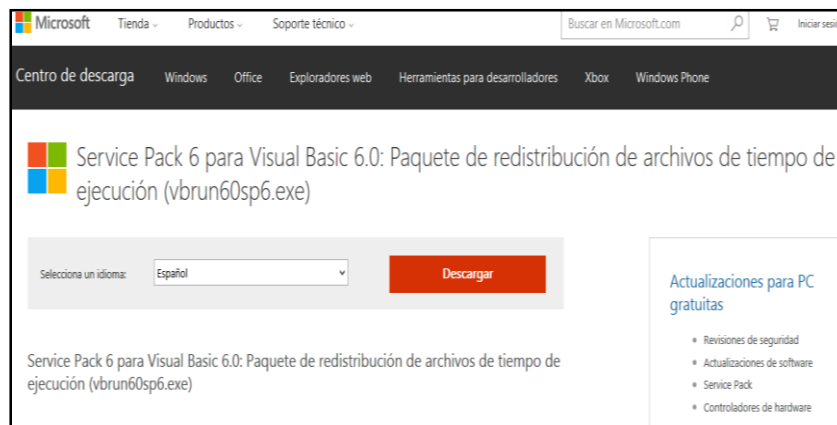 Microsoft Tienda Productos Soporte técnico Buscar en Microsoft.com Iniciar sesi
Centro de descarga Windows Office Exploradores web Herramientas para desarrolladores Xbox Windows Phone
Service Pack 6 para Visual Basic 6.0: Paquete de redistribución de archivos de tiempo de
ejecución (vbrun60sp6.exe)
Selecciona un idioma: Español Descargar
Actualizaciones para PC
gratuitas
Revisiones de seguridad
Actualizaciones de software
Service Pack
Controladores de hardware
Service Pack 6 para Visual Basic 6.0: Paquete de redistribución de archivos de tiempo de
ejecución (vbrun60sp6.exe)